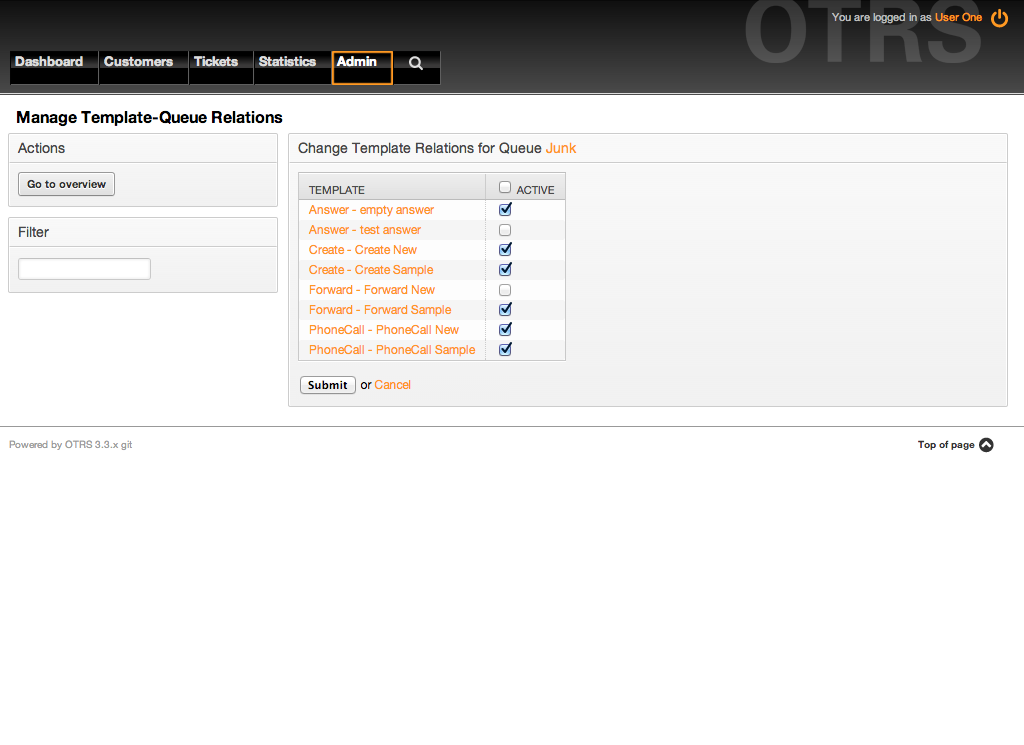 OTRS
You are logged in as User One
Dashboard Customers Tickets Statistics Admin
Manage Template-Queue Relations
Actions
Go to overview
Filter
Change Template Relations for Queue Junk
TEMPLATE ACTIVE
Answer - empty answer
Answer - test answer
Create - Create New
Create - Create Sample
Forward - Forward New
Forward - Forward Sample
PhoneCall - PhoneCall New
PhoneCall - PhoneCall Sample
Submit or Cancel
Powered by OTRS 3.3.x git
Top of page